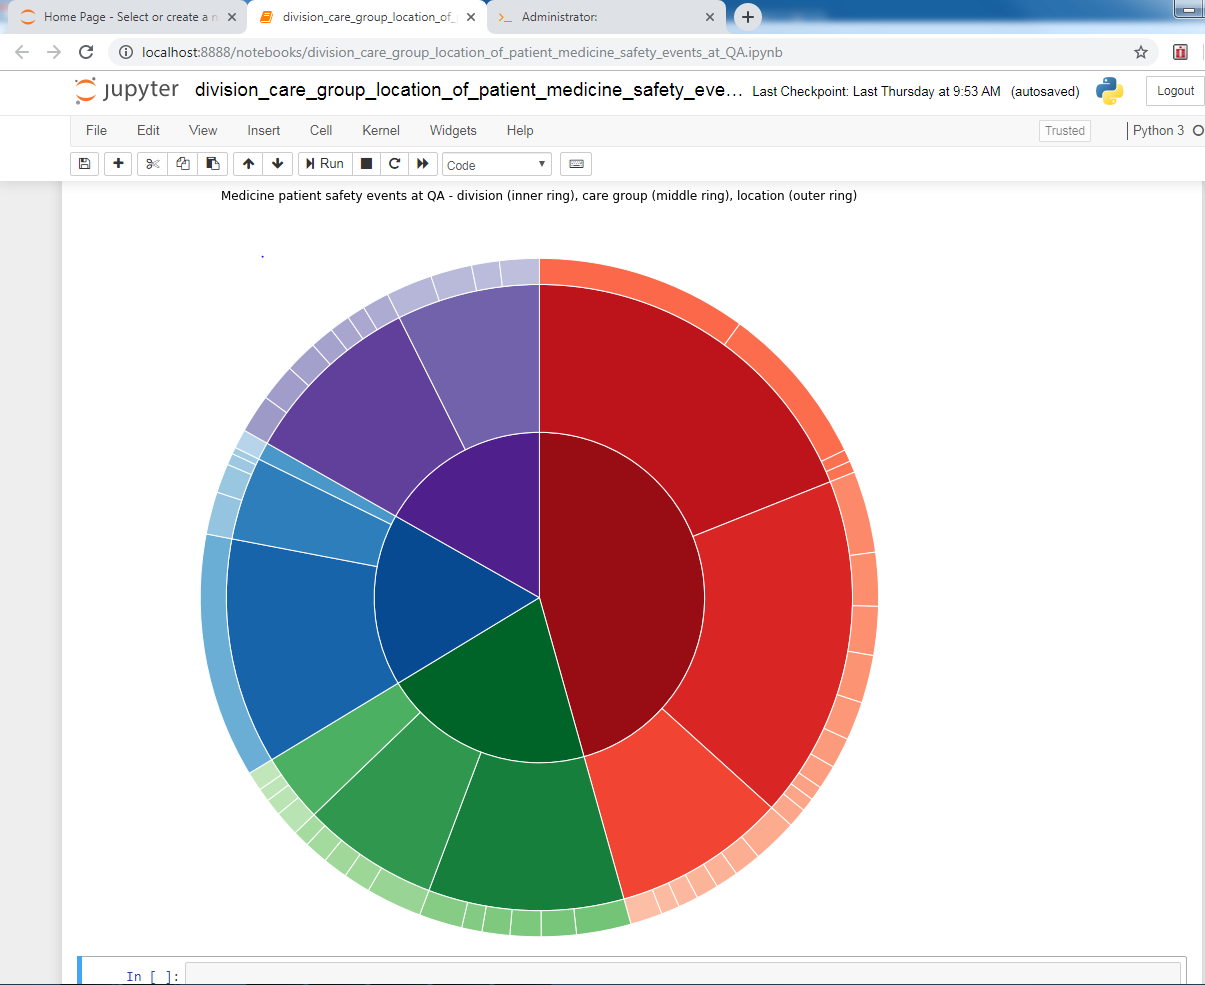 Home Page - Select or create a n
division_care_group_location_of_
Administrator:
localhost:8888/notebooks/division_care_group_location_of_patient_medicine_safety_events_at_QA.ipynb
jupyter division_care_group_location_of_patient_medicine_safety_eve... Last Checkpoint: Last Thursday at 9:53 AM (autosaved) Logout
File Edit View Insert Cell Kernel Widgets Help Trusted Python 3
Run Code
Medicine patient safety events at QA - division (inner ring), care group (middle ring), location (outer ring)
In [ ]: